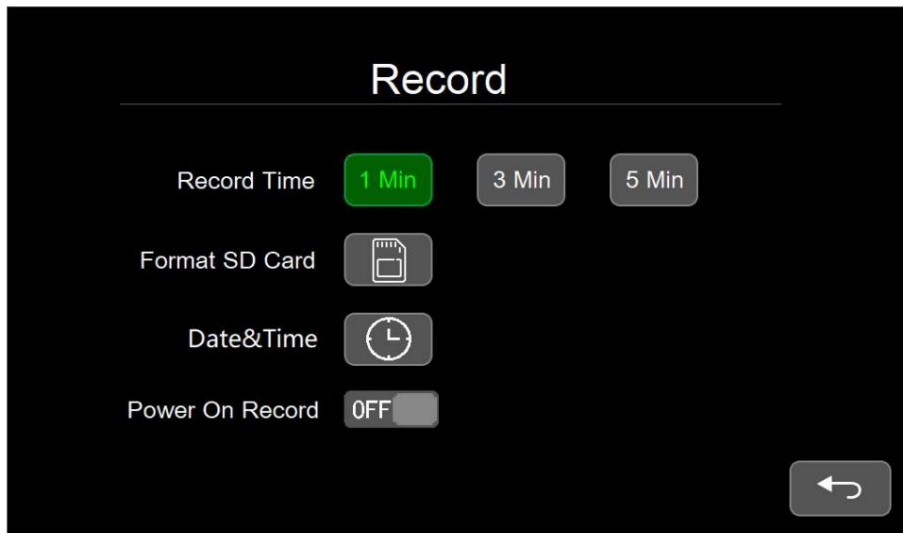 Record
Record Time 1 Min 3 Min 5 Min
Format SD Card
Date&Time
Power On Record OFF